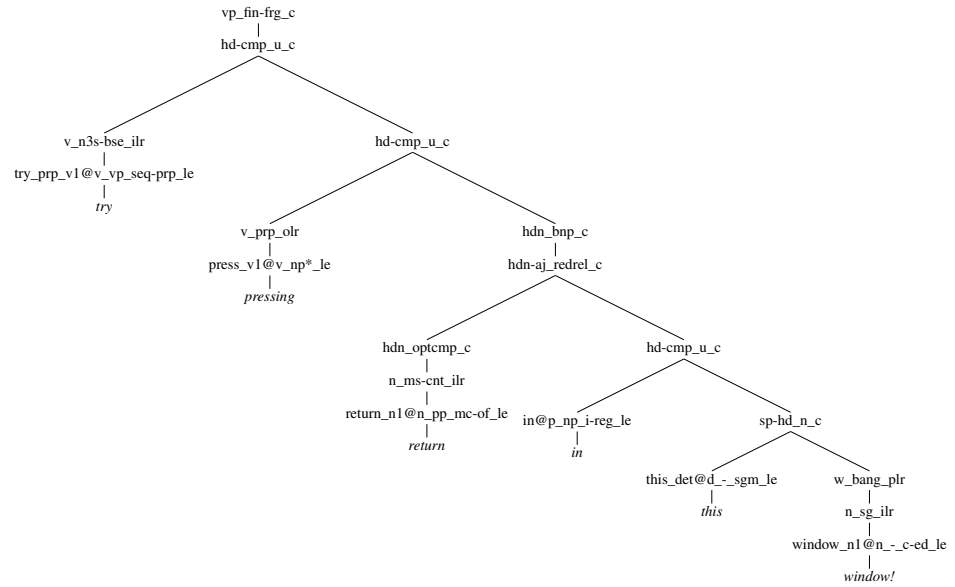 vp_fin-frg_c
hd-cmp_u_c
v_n3s-bse_ilr hd-cmp_u_c
try_prp_v1@v_vp_seq-prp_le
try
v_prp_olr hdn_bnp_c
press_v1@v_np*_le hdn-aj_redrel_c
pressing
hdn_optcmp_c hd-cmp_u_c
n_ms-cnt_ilr
return_n1@n_pp_mc-of_le in@p_np_i-reg_le sp-hd_n_c
return in
this_det@d_-_sgm_le w_bang_plr
this n_sg_ilr
window_n1@n_-_c-ed_le
window!